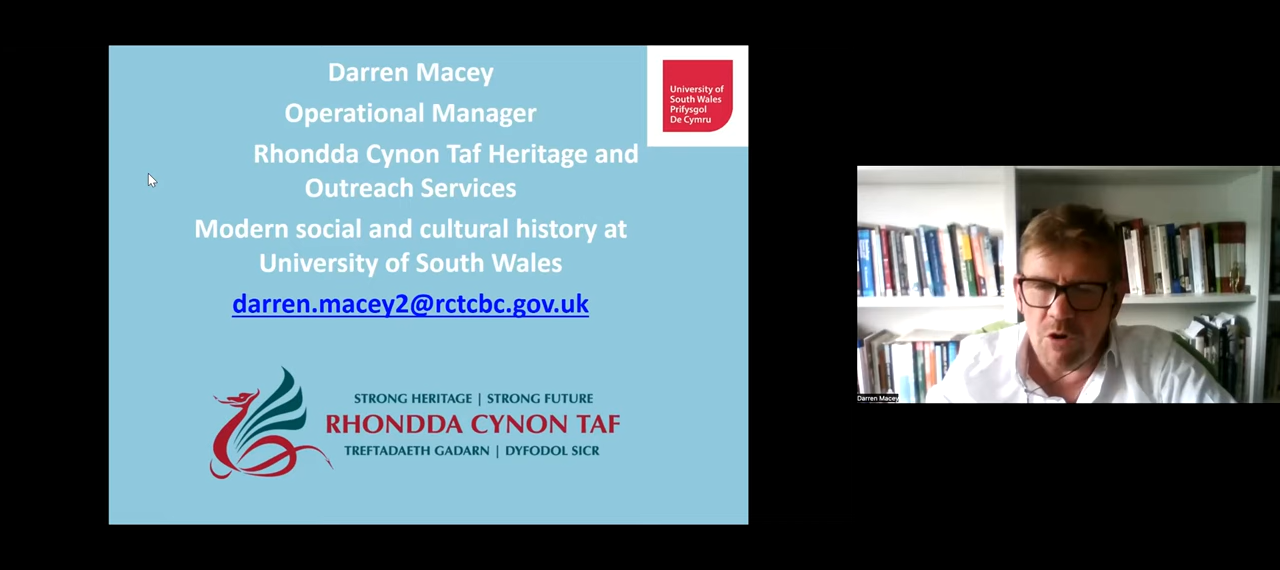 Darren Macey
Operational Manager
Rhondda Cynon Taf Heritage and
Outreach Services
Modern social and cultural history at
University of South Wales
darren.macey2@rctcbc.gov.uk
University of
South Wales
Prifysgol
De Cymru
STRONG HERITAGE | STRONG FUTURE
RHONDDA CYNON TAF
TREFTADAETH GADARN | DYFODOL SICR
Darren Macey